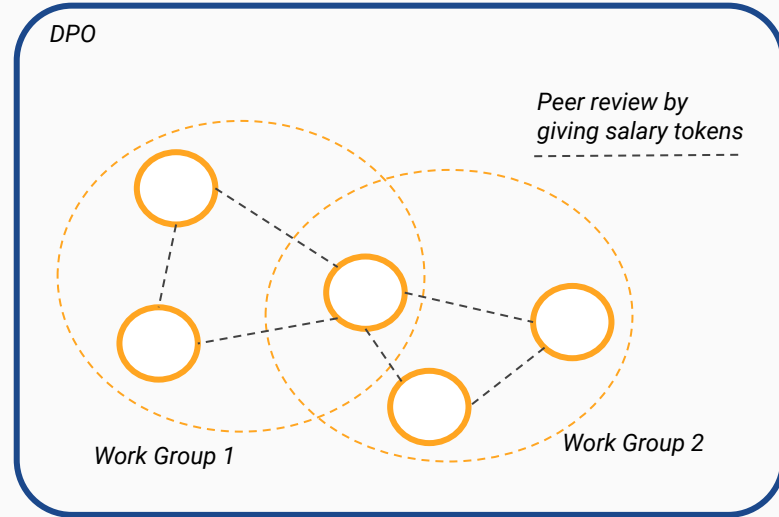 DPO
Peer review by
giving salary tokens
Work Group 1
Work Group 2